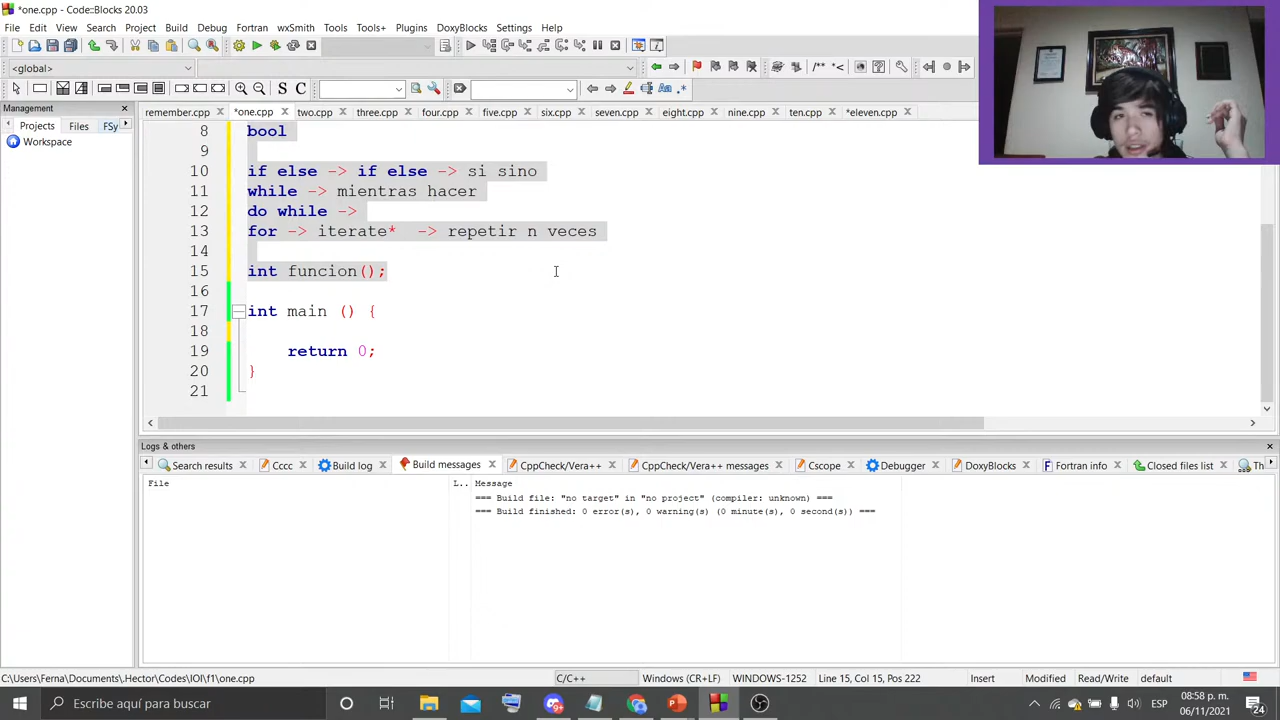 *one.cpp - Code::Blocks 20.03
File Edit View Search Project Build Debug Fortran wxSmith Tools Tools+ Plugins DoxyBlocks Settings Help
<global>
/** *<
S C
Aa .*
Management
Projects Files FSy
Workspace
remember.cpp *one.cpp two.cpp three.cpp four.cpp five.cpp six.cpp seven.cpp eight.cpp nine.cpp ten.cpp *eleven.cpp
8 bool
9
10 if else -> if else -> si sino
11 while -> mientras hacer
12 do while ->
13 for -> iterate* -> repetir n veces
14
15 int funcion();
16
17 int main () {
18
19 return 0;
20 }
21
Logs & others
Search results Cccc Build log Build messages CppCheck/Vera++ CppCheck/Vera++ messages Cscope Debugger DoxyBlocks Fortran info Closed files list Th
File L.. Message
=== Build file: "no target" in "no project" (compiler: unknown) ===
=== Build finished: 0 error(s), 0 warning(s) (0 minute(s), 0 second(s)) ===
C:\Users\Ferna\Documents\.Hector\Codes\IOI\f1\one.cpp C/C++ Windows (CR+LF) WINDOWS-1252 Line 15, Col 15, Pos 222 Insert Modified Read/Write default
Escribe aquí para buscar
ESP
08:58 p. m.
06/11/2021
24